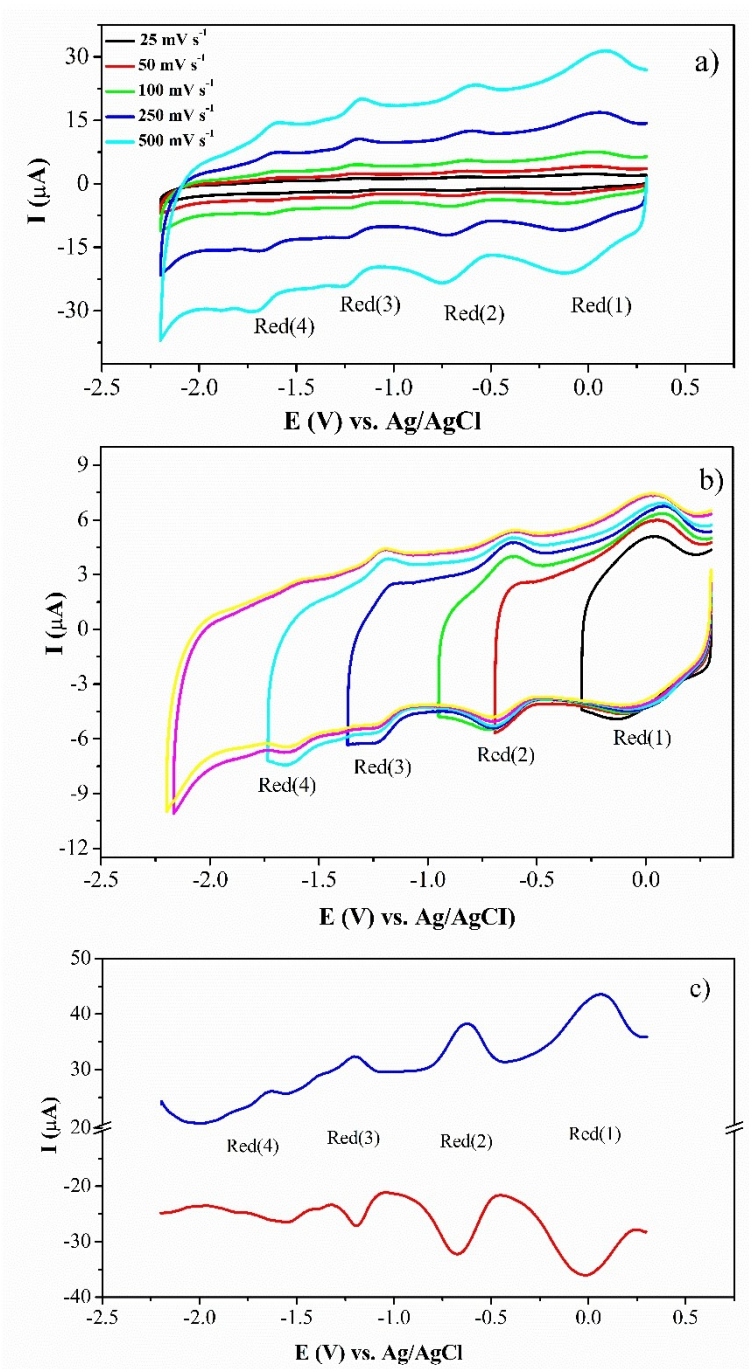 a)
25 mV s⁻¹
50 mV s⁻¹
100 mV s⁻¹
250 mV s⁻¹
500 mV s⁻¹
30
15
0
-15
-30
I (μA)
Red(4)
Red(3)
Red(2)
Red(1)
-2.5 -2.0 -1.5 -1.0 -0.5 0.0 0.5
E (V) vs. Ag/AgCl
b)
9
6
3
0
-3
-6
-9
-12
I (μA)
Red(4)
Red(3)
Red(2)
Red(1)
-2.5 -2.0 -1.5 -1.0 -0.5 0.0
E (V) vs. Ag/AgCl)
c)
50
40
30
20
-20
-30
-40
I (μA)
Red(4)
Red(3)
Red(2)
Red(1)
-2.5 -2.0 -1.5 -1.0 -0.5 0.0 0.5
E (V) vs. Ag/AgCl